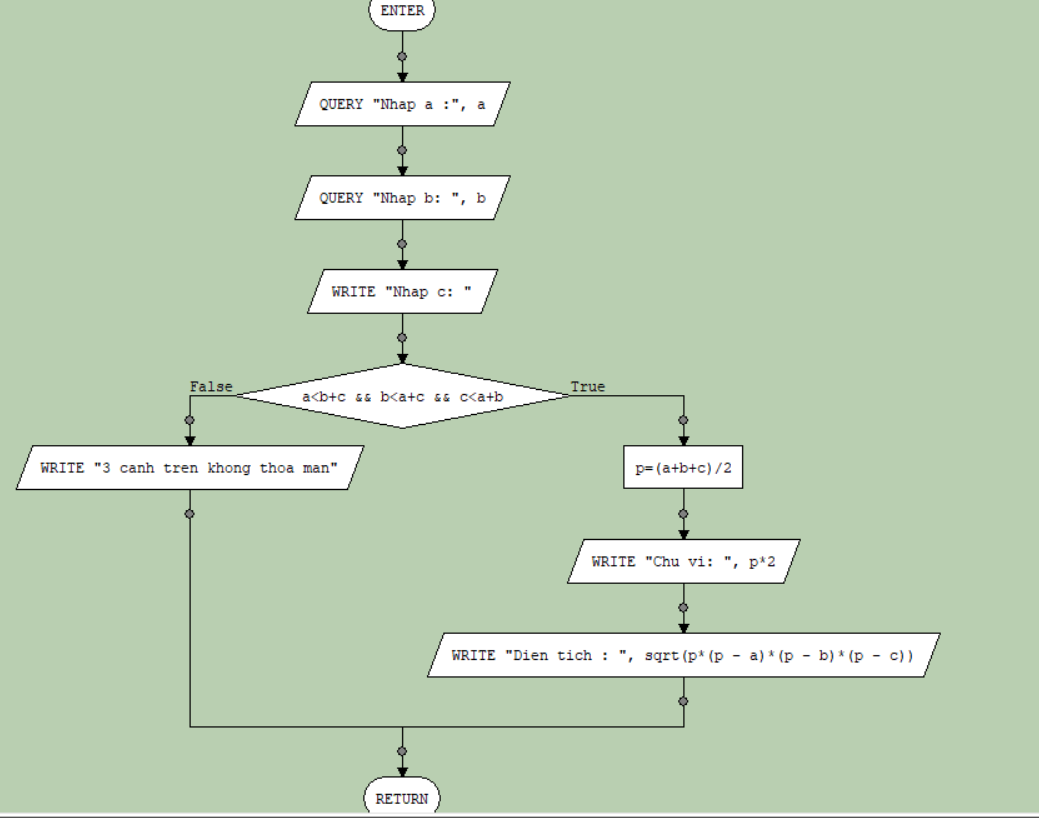 ENTER
QUERY "Nhap a :", a
QUERY "Nhap b: ", b
WRITE "Nhap c: "
False
True
a<b+c && b<a+c && c<a+b
WRITE "3 canh tren khong thoa man"
p=(a+b+c)/2
WRITE "Chu vi: ", p*2
WRITE "Dien tich : ", sqrt(p*(p - a)*(p - b)*(p - c))
RETURN